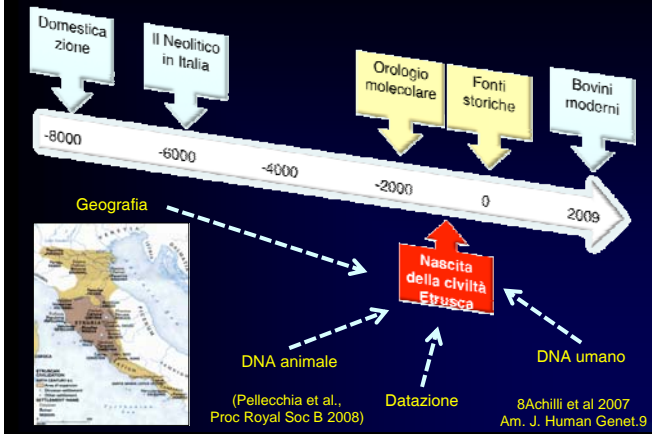 Domestica
zione
Il Neolitico
in Italia
Orologio
molecolare
Fonti
storiche
Bovini
moderni
-8000
-6000
-4000
-2000
0
2009
Geografia
Nascita
della civiltà
Etrusca
DNA animale
(Pellecchia et al.,
Proc Royal Soc B 2008)
Datazione
DNA umano
8Achilli et al 2007
Am. J. Human Genet.9
VENETIA
ETRURIA